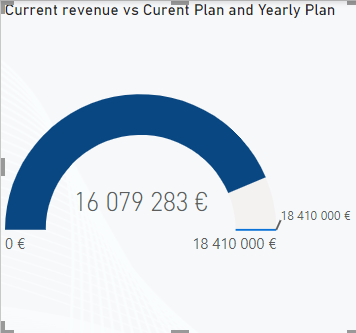 Current revenue vs Curent Plan and Yearly Plan
16 079 283 €
18 410 000 €
0 €
18 410 000 €